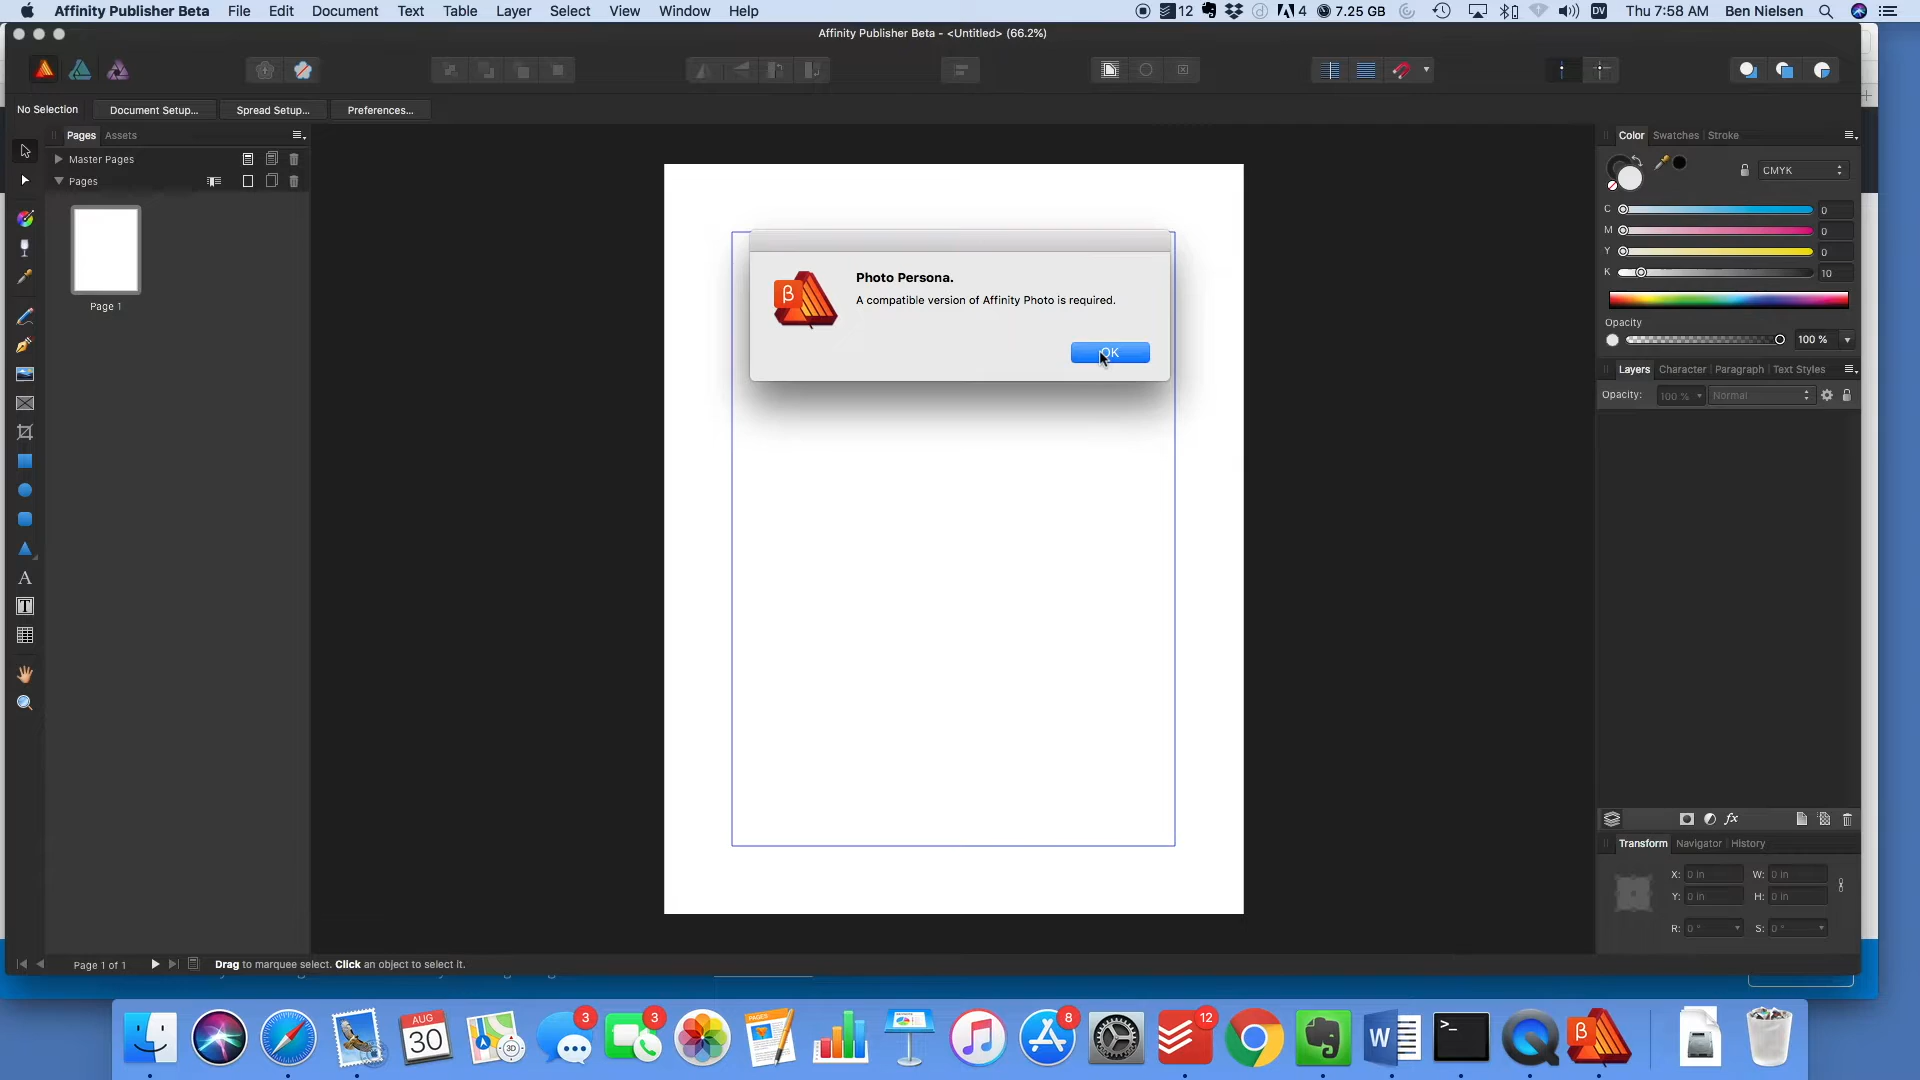 Affinity Publisher Beta File Edit Document Text Table Layer Select View Window Help 12 4 7.25 GB DV Thu 7:58 AM Ben Nielsen
Affinity Publisher Beta - <Untitled> (66.2%)
No Selection Document Setup... Spread Setup... Preferences...
Pages Assets
Master Pages
Pages
Page 1
Photo Persona.
A compatible version of Affinity Photo is required.
OK
Color Swatches Stroke
CMYK
C 0
M 0
Y 0
K 10
Opacity
100 %
Layers Character Paragraph Text Styles
Opacity: 100 % Normal
fx
Transform Navigator History
X: 0 in W: 0 in
Y: 0 in H: 0 in
R: 0 ° S: 0 °
A
T
Page 1 of 1 Drag to marquee select. Click an object to select it.
AUG
30
3D
3
3
PAGES
8
12
W
>_
β